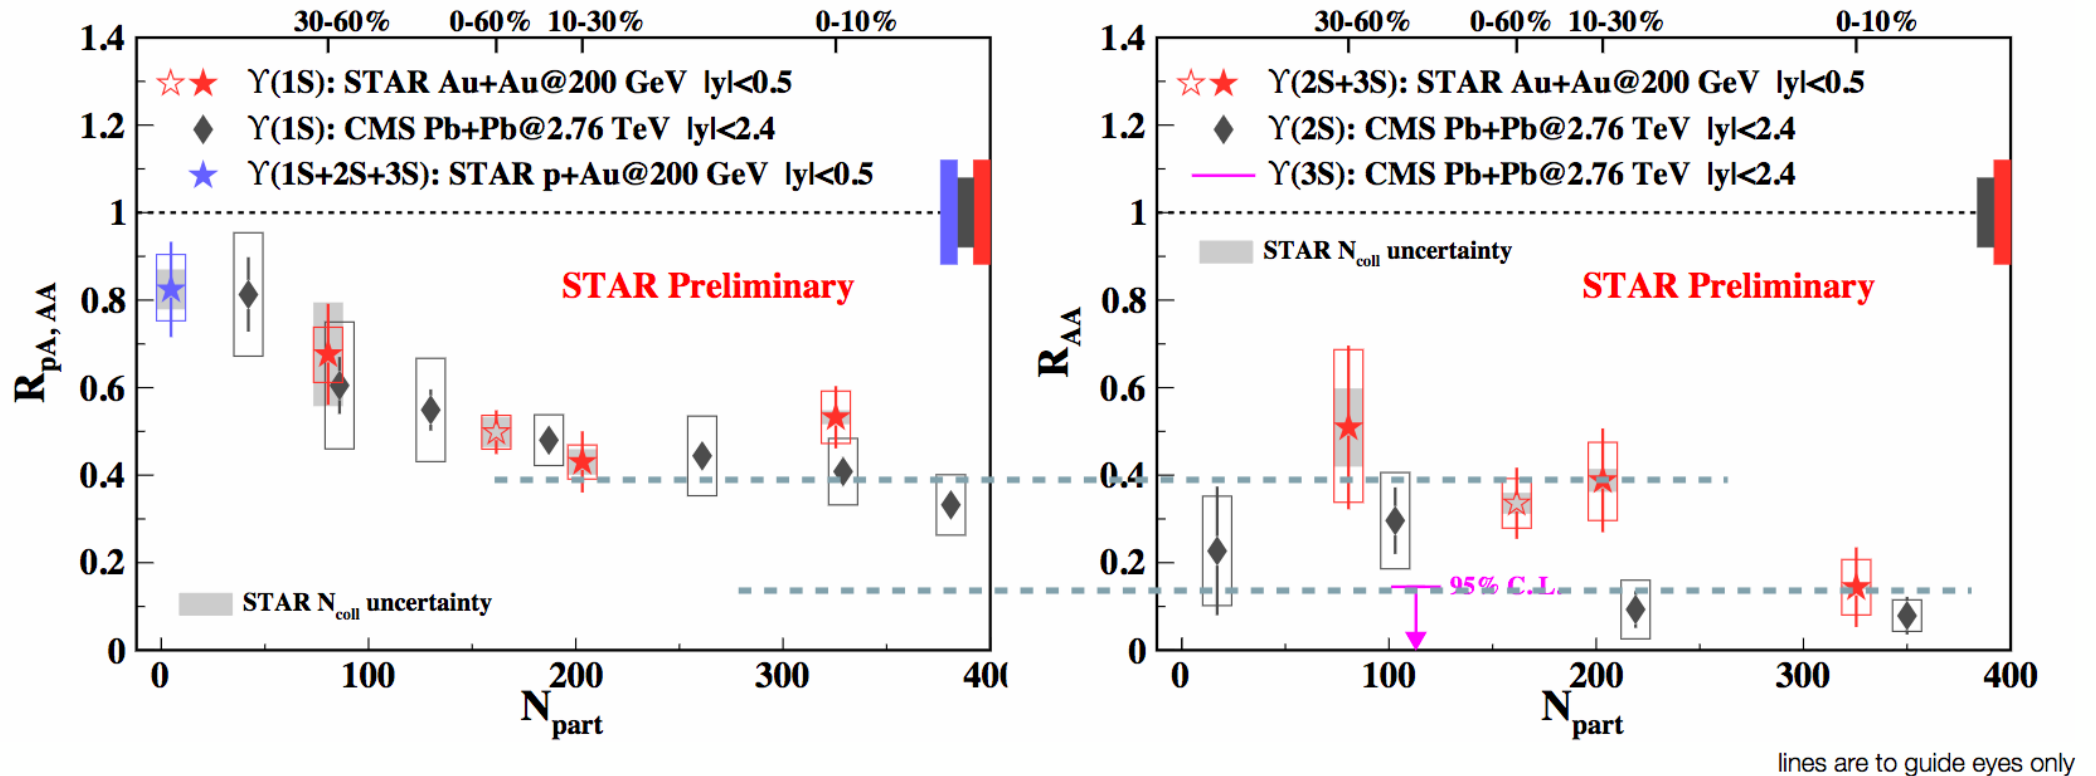 30-60% 0-60% 10-30% 0-10%
1.4
ϒ(1S): STAR Au+Au@200 GeV |y|<0.5
1.2
ϒ(1S): CMS Pb+Pb@2.76 TeV |y|<2.4
ϒ(1S+2S+3S): STAR p+Au@200 GeV |y|<0.5
1
STAR Preliminary
0.8
R pA, AA
0.6
0.4
0.2
STAR Ncoll uncertainty
0
0 100 200 300 400
Npart
30-60% 0-60% 10-30% 0-10%
1.4
ϒ(2S+3S): STAR Au+Au@200 GeV |y|<0.5
1.2
ϒ(2S): CMS Pb+Pb@2.76 TeV |y|<2.4
ϒ(3S): CMS Pb+Pb@2.76 TeV |y|<2.4
1
STAR Ncoll uncertainty
STAR Preliminary
0.8
RAA
0.6
0.4
0.2
95% C.L.
0
0 100 200 300 400
Npart
lines are to guide eyes only